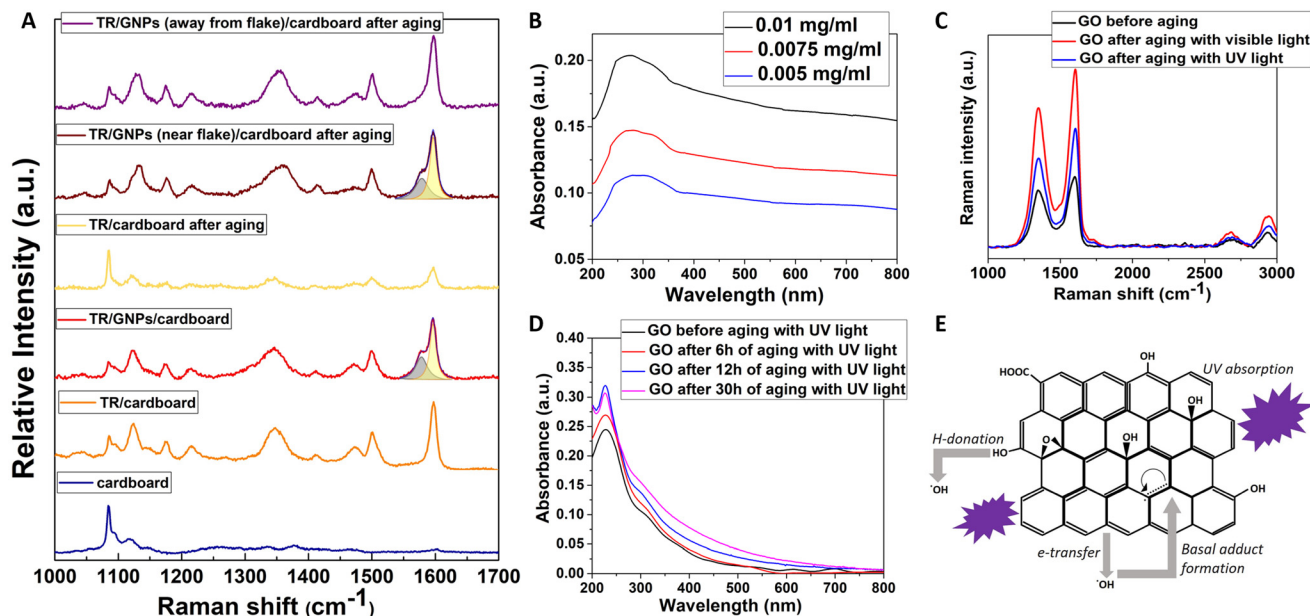 A
TR/GNPs (away from flake)/cardboard after aging
TR/GNPs (near flake)/cardboard after aging
TR/cardboard after aging
TR/GNPs/cardboard
TR/cardboard
cardboard
Relative Intensity (a.u.)
1000 1100 1200 1300 1400 1500 1600 1700
Raman shift (cm-1)
B
0.01 mg/ml
0.0075 mg/ml
0.005 mg/ml
Absorbance (a.u.)
0.20
0.15
0.10
0.05
200 300 400 500 600 700 800
Wavelength (nm)
C
GO before aging
GO after aging with visible light
GO after aging with UV light
Raman intensity (a.u.)
1000 1500 2000 2500 3000
Raman shift (cm-1)
D
GO before aging with UV light
GO after 6h of aging with UV light
GO after 12h of aging with UV light
GO after 30h of aging with UV light
Absorbance (a.u.)
0.40
0.35
0.30
0.25
0.20
0.15
0.10
0.05
0.00
200 300 400 500 600 700 800
Wavelength (nm)
E
OH
HOOC
UV absorption
OH
H-donation
O
OH
HO
·OH
OH
e-transfer
Basal adduct
formation
·OH